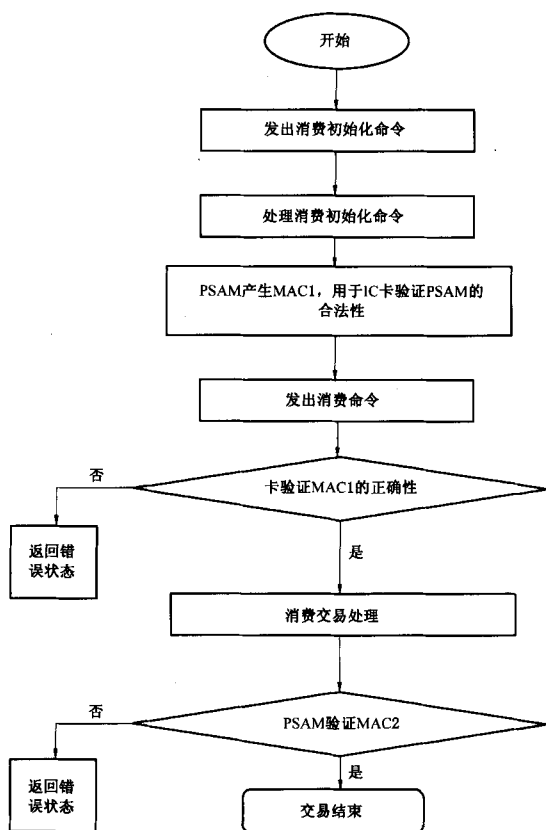 开始
发出消费初始化命令
处理消费初始化命令
PSAM产生MAC1，用于IC卡验证PSAM的
合法性
发出消费命令
否
卡验证MAC1的正确性
返回错
误状态
是
消费交易处理
否
PSAM验证MAC2
返回错
误状态
是
交易结束